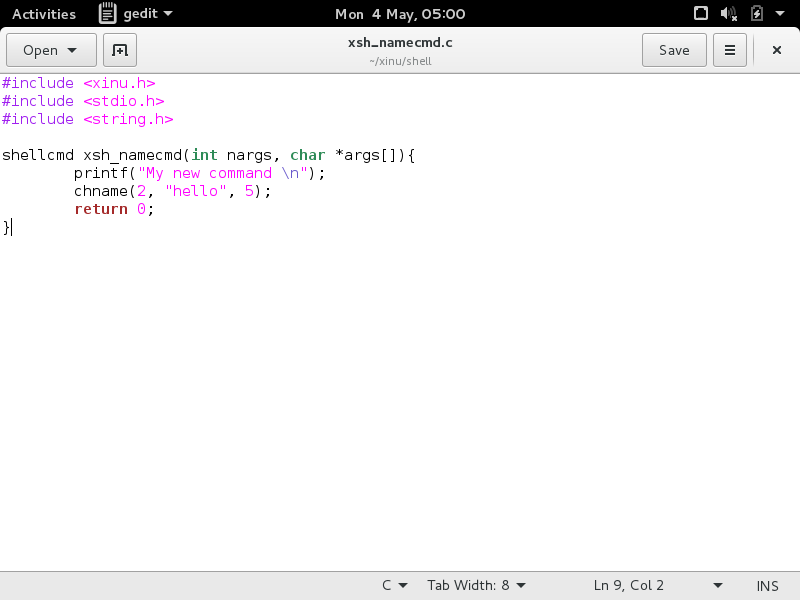 Activities gedit Mon 4 May, 05:00
Open xsh_namecmd.c Save
~/xinu/shell
#include <xinu.h>
#include <stdio.h>
#include <string.h>
shellcmd xsh_namecmd(int nargs, char *args[]){
printf("My new command \n");
chname(2, "hello", 5);
return 0;
}
C Tab Width: 8 Ln 9, Col 2 INS